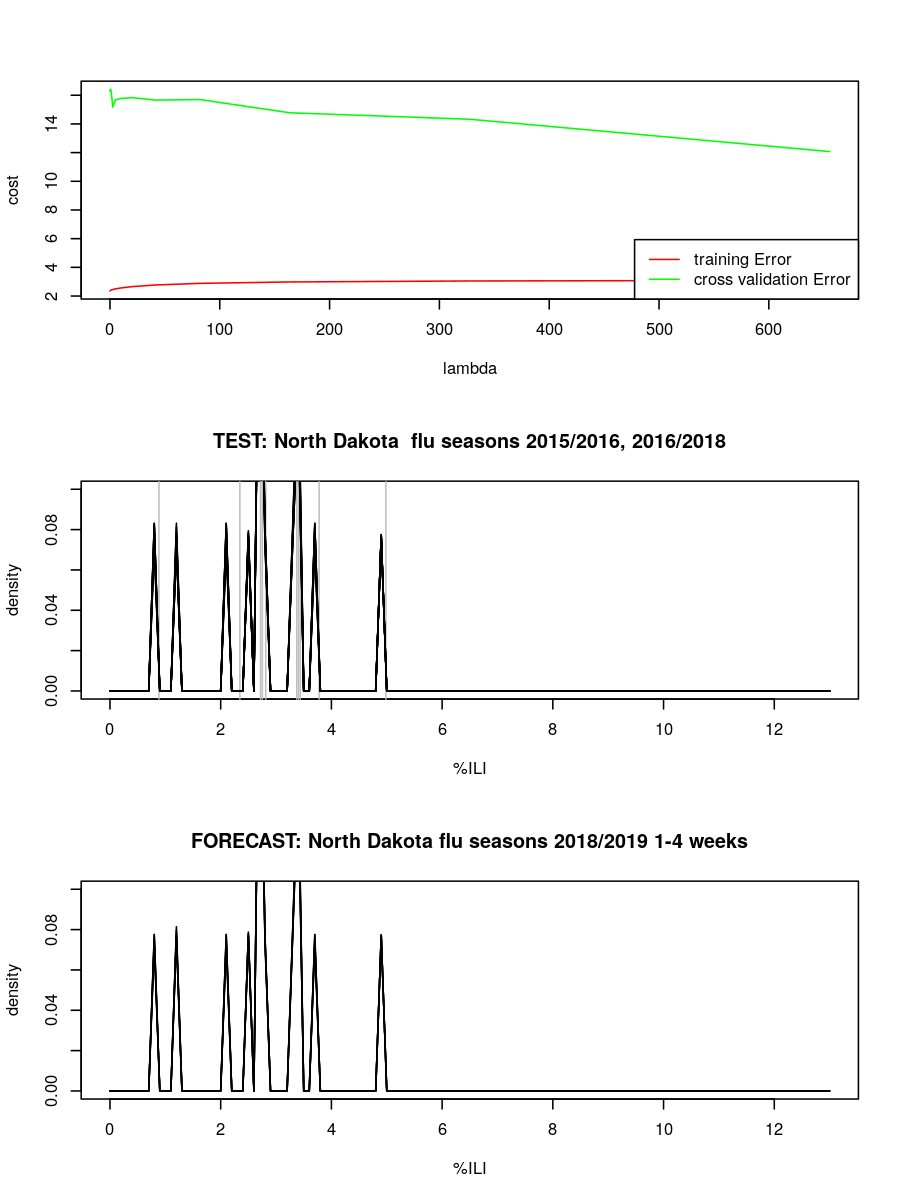 14
10
8
6
4
2
cost
training Error
cross validation Error
0 100 200 300 400 500 600
lambda
TEST: North Dakota  flu seasons 2015/2016, 2016/2018
0.08
0.04
0.00
density
0 2 4 6 8 10 12
%ILI
FORECAST: North Dakota flu seasons 2018/2019 1-4 weeks
0.08
0.04
0.00
density
0 2 4 6 8 10 12
%ILI